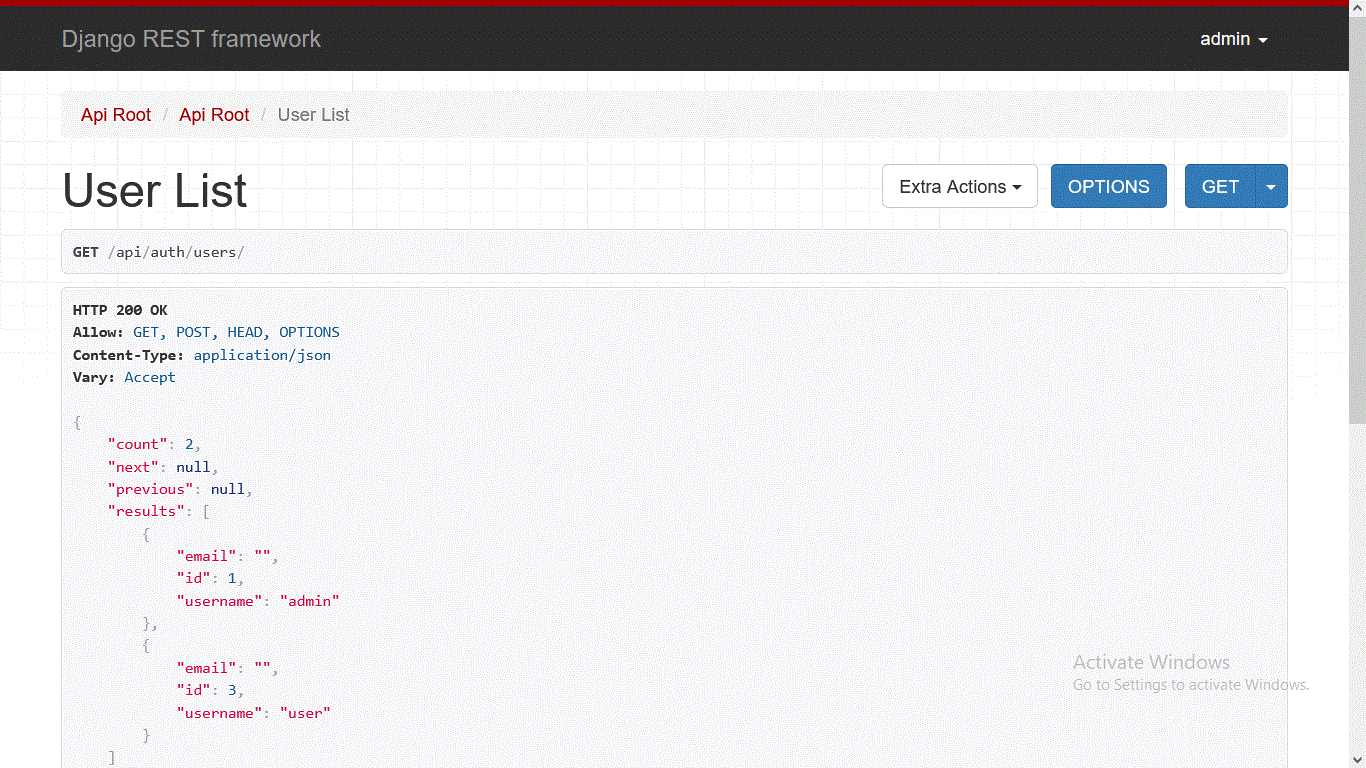 Django REST framework
admin
Api Root / Api Root / User List
User List
Extra Actions
OPTIONS
GET
GET /api/auth/users/
HTTP 200 OK
Allow: GET, POST, HEAD, OPTIONS
Content-Type: application/json
Vary: Accept
{
    "count": 2,
    "next": null,
    "previous": null,
    "results": [
        {
            "email": "",
            "id": 1,
            "username": "admin"
        },
        {
            "email": "",
            "id": 3,
            "username": "user"
        }
    ]
Activate Windows
Go to Settings to activate Windows.